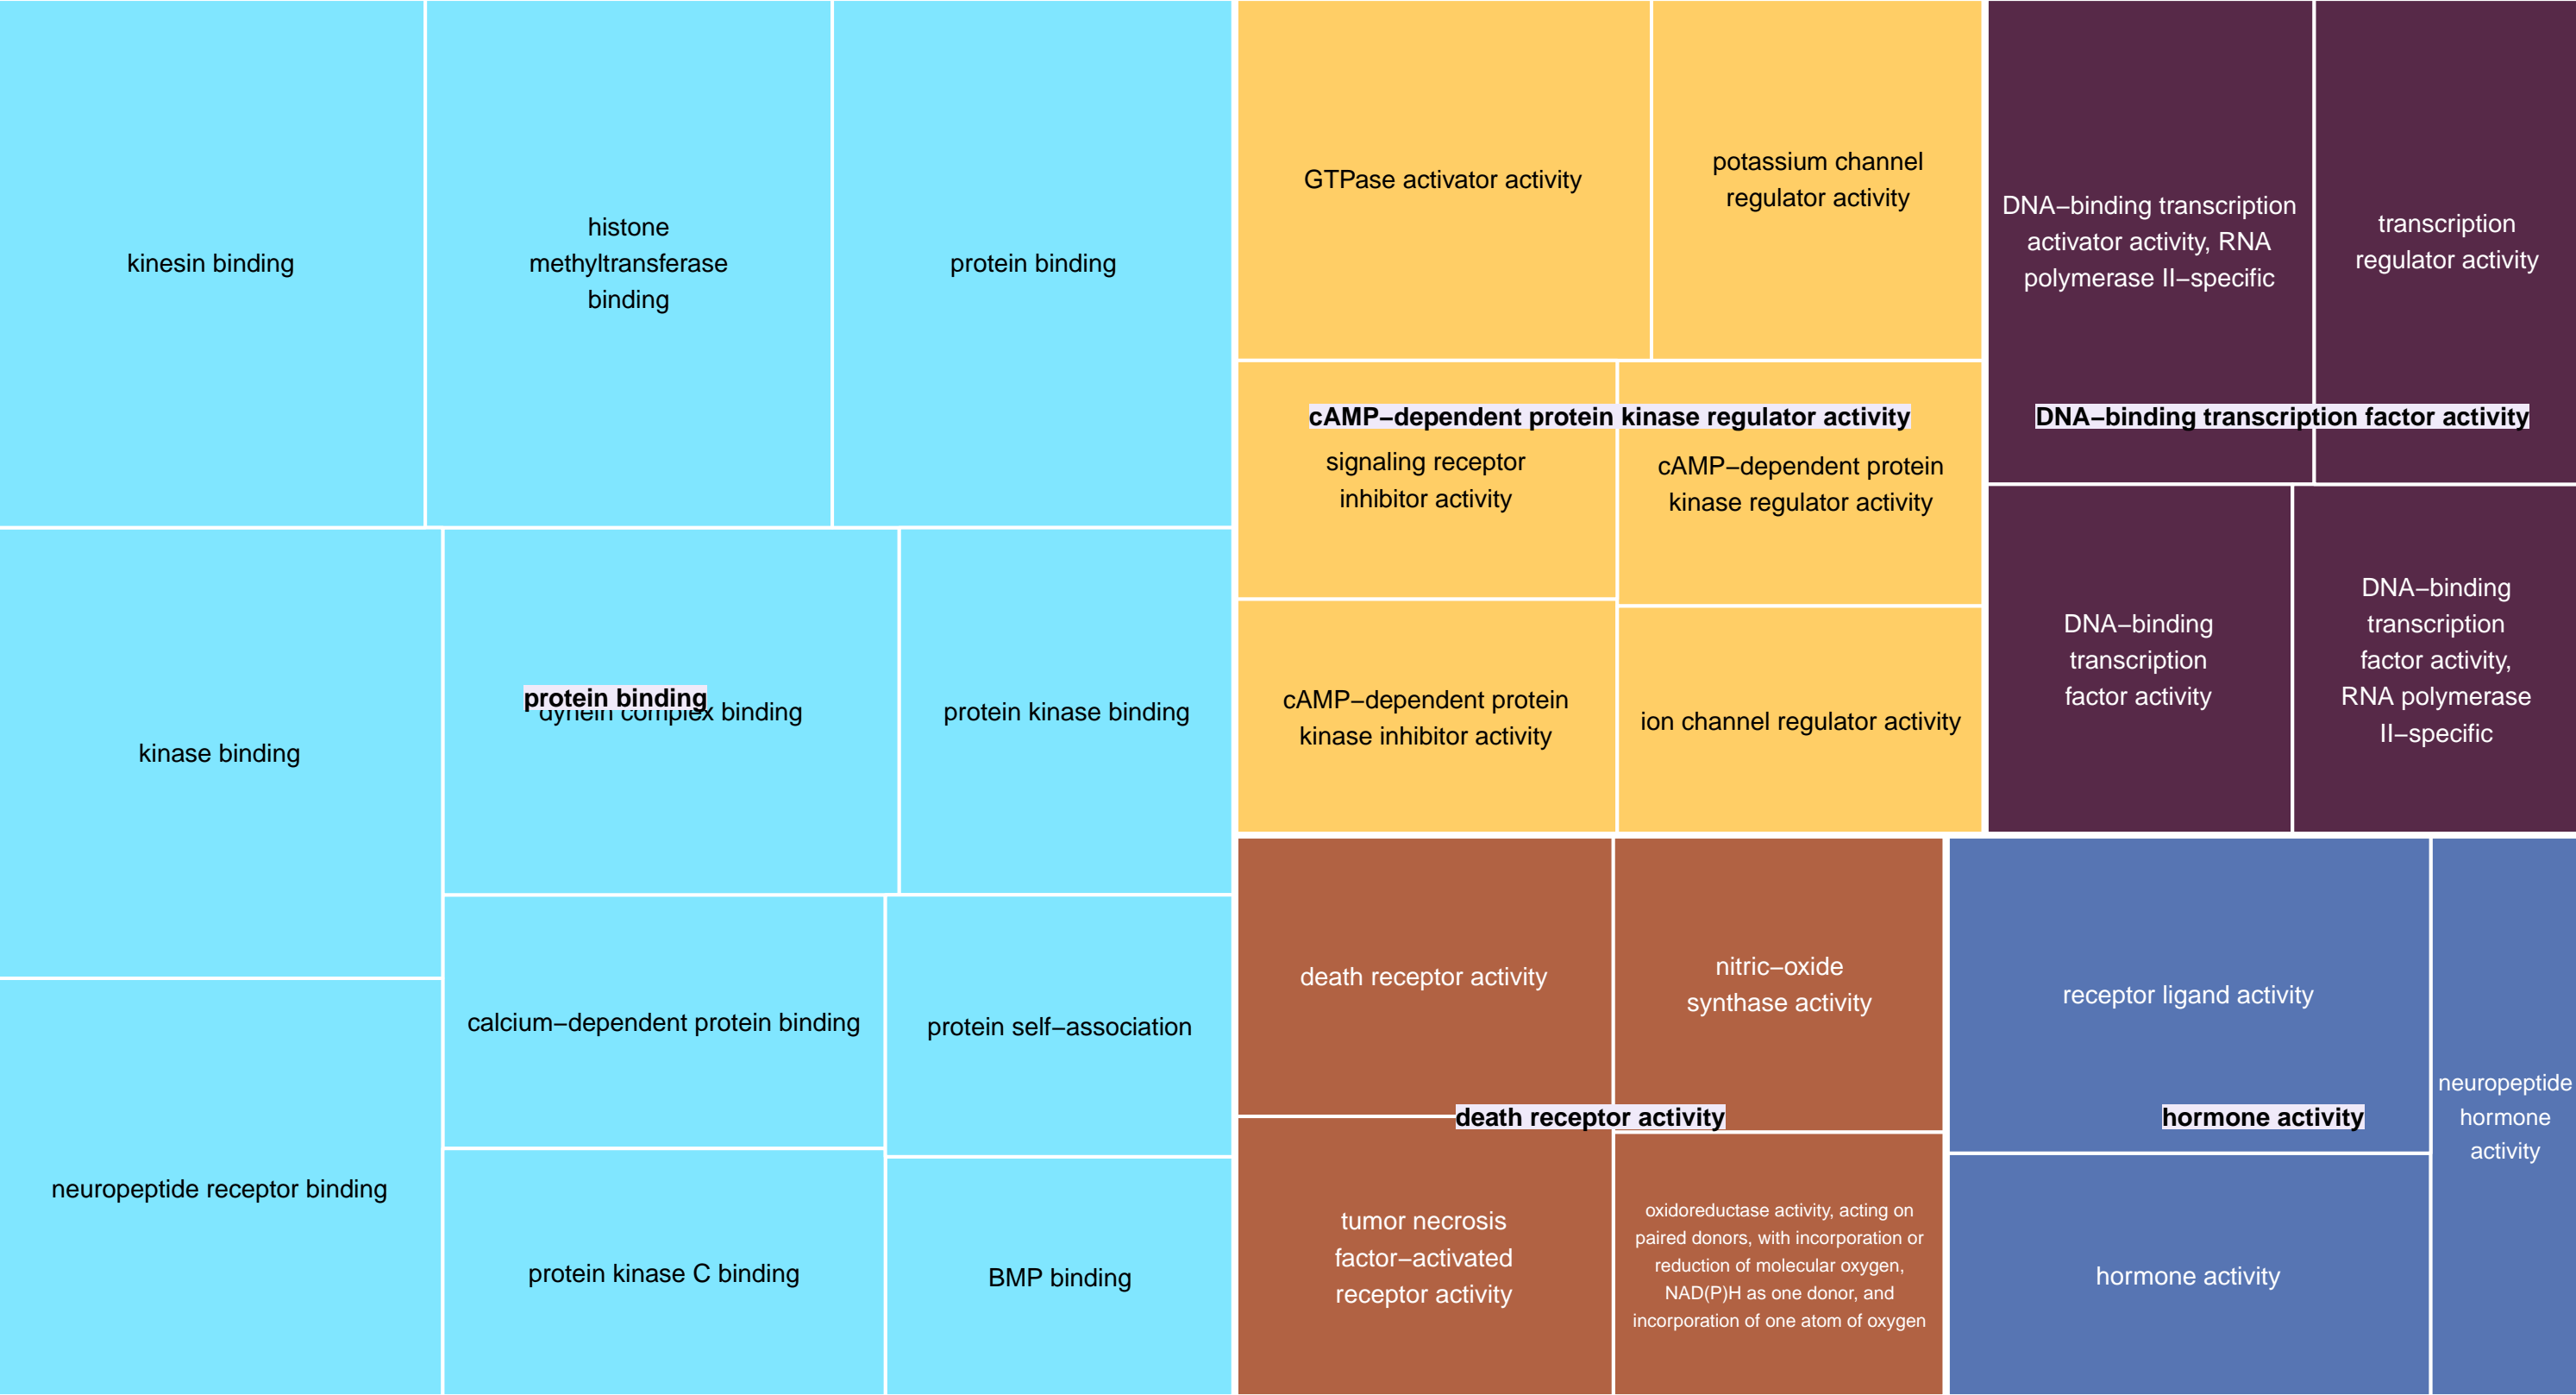 kinesin binding
histone
methyltransferase
binding
protein binding
kinase binding
protein binding
dynein complex binding
protein kinase binding
neuropeptide receptor binding
calcium−dependent protein binding
protein self−association
protein kinase C binding
BMP binding
GTPase activator activity
potassium channel
regulator activity
cAMP−dependent protein kinase regulator activity
signaling receptor
inhibitor activity
cAMP−dependent protein
kinase regulator activity
cAMP−dependent protein
kinase inhibitor activity
ion channel regulator activity
DNA−binding transcription
activator activity, RNA
polymerase II−specific
transcription
regulator activity
DNA−binding transcription factor activity
DNA−binding
transcription
factor activity
DNA−binding
transcription
factor activity,
RNA polymerase
II−specific
death receptor activity
nitric−oxide
synthase activity
death receptor activity
tumor necrosis
factor−activated
receptor activity
oxidoreductase activity, acting on
paired donors, with incorporation or
reduction of molecular oxygen,
NAD(P)H as one donor, and
incorporation of one atom of oxygen
receptor ligand activity
hormone activity
neuropeptide
hormone
activity
hormone activity